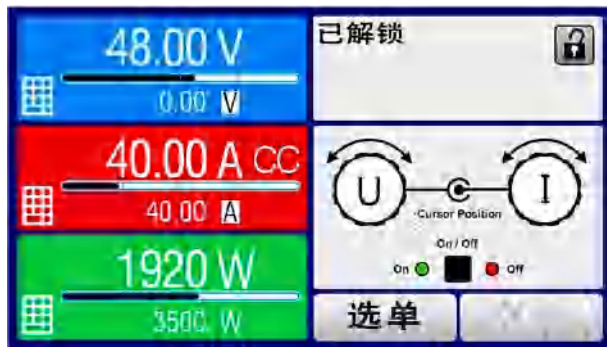 48.00 V
0.00 V
40.00 A CC
40.00 A
1920 W
3500 W
已解锁
U
I
Cursor Position
On / Off
On
Off
选单